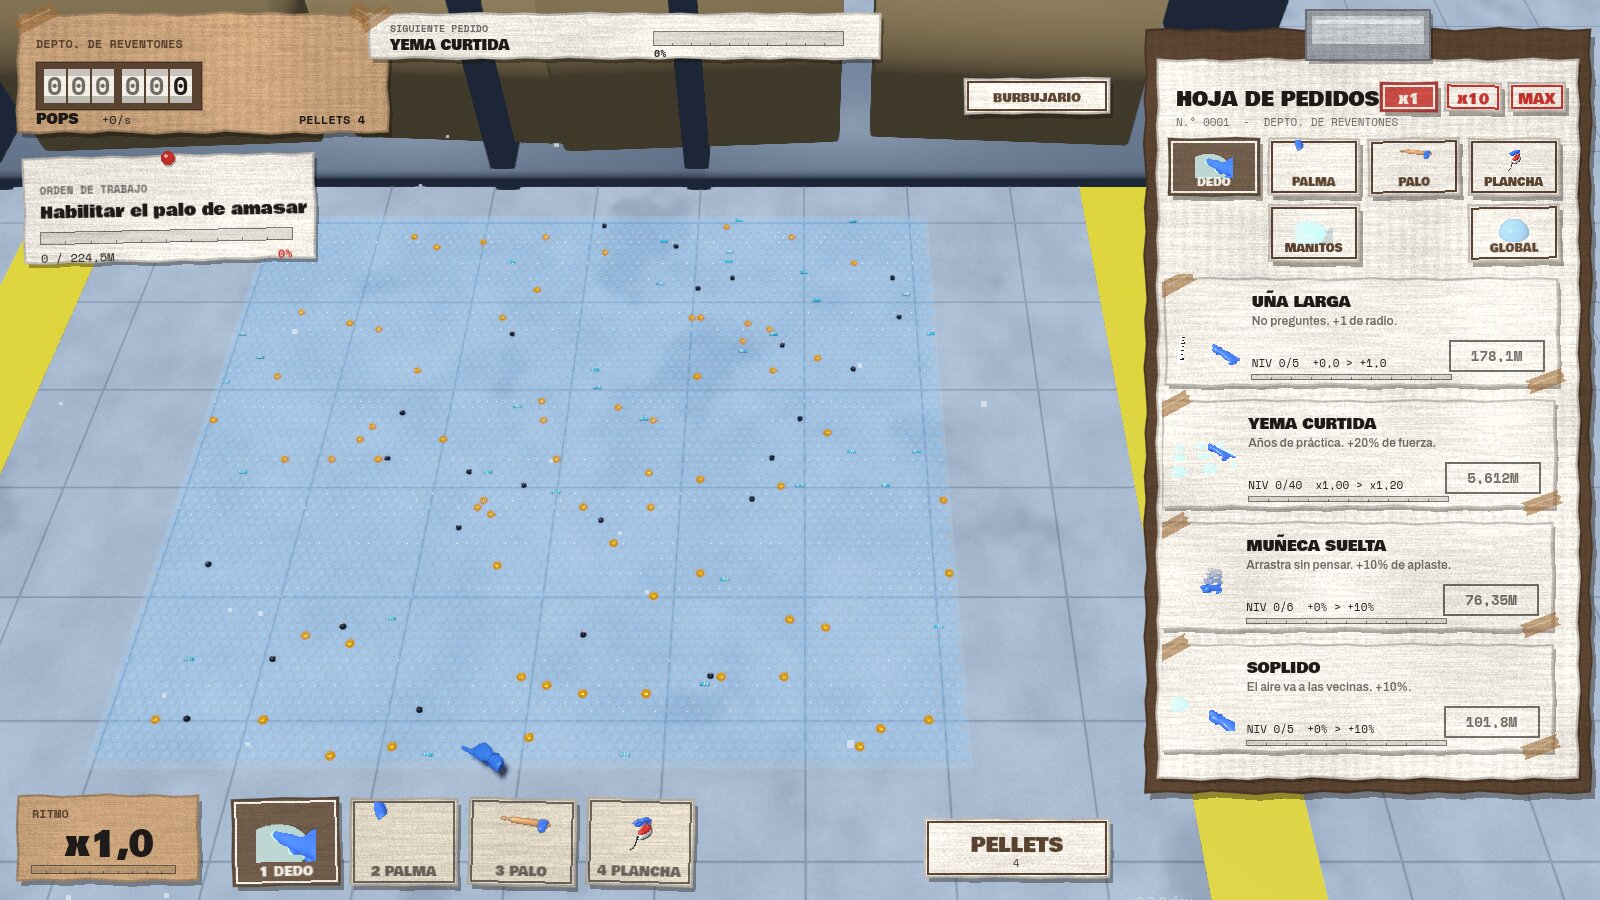 DEPTO. DE REVENTONES
000 000
POPS +0/s PELLETS 4
SIGUIENTE PEDIDO
YEMA CURTIDA
0%
BURBUJARIO
ORDEN DE TRABAJO
Habilitar el palo de amasar
0 / 224,5M 0%
HOJA DE PEDIDOS x1 x10 MAX
N.° 0001 - DEPTO. DE REVENTONES
DEDO PALMA PALO PLANCHA
MANITOS GLOBAL
UÑA LARGA
No preguntes. +1 de radio.
NIV 0/5 +0,0 > +1,0 178,1M
YEMA CURTIDA
Años de práctica. +20% de fuerza.
NIV 0/40 x1,00 > x1,20 5,612M
MUÑECA SUELTA
Arrastra sin pensar. +10% de aplaste.
NIV 0/6 +0% > +10% 76,35M
SOPLIDO
El aire va a las vecinas. +10%.
NIV 0/5 +0% > +10% 101,8M
RITMO
x1,0
1 DEDO 2 PALMA 3 PALO 4 PLANCHA
PELLETS
4